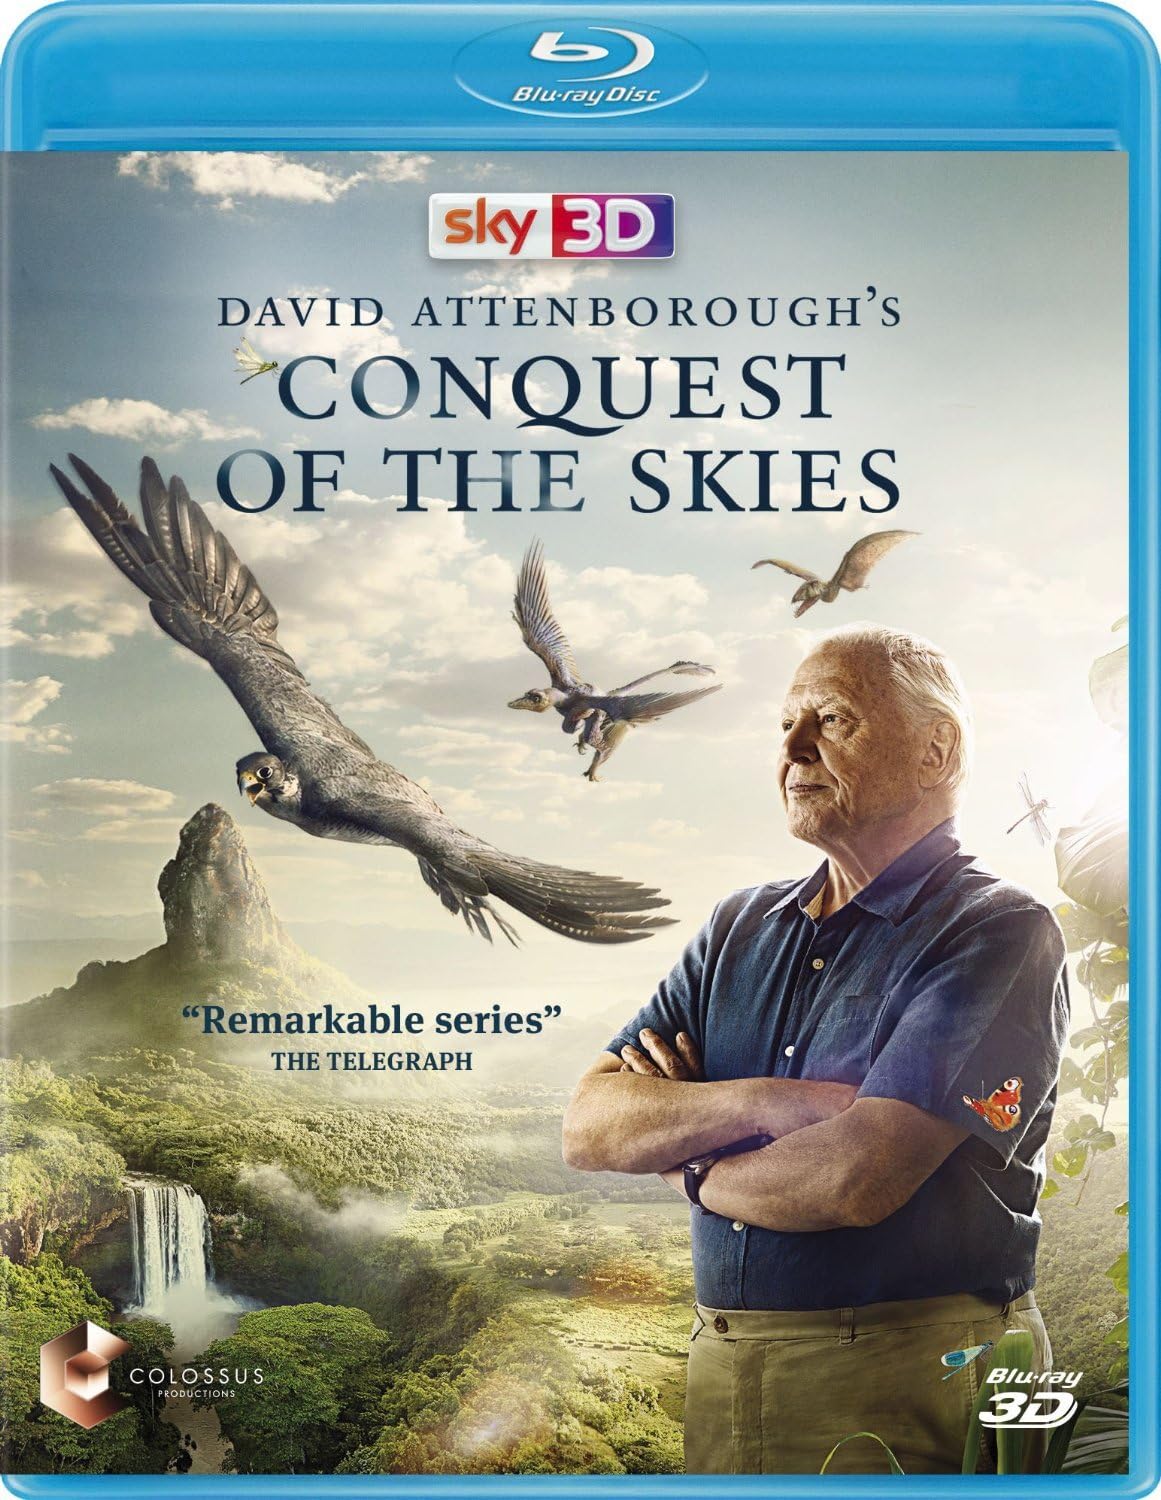 Blu-ray Disc
sky 3D
DAVID ATTENBOROUGH'S
CONQUEST
OF THE SKIES
"Remarkable series"
THE TELEGRAPH
COLOSSUS
PRODUCTIONS
Blu-ray
3D